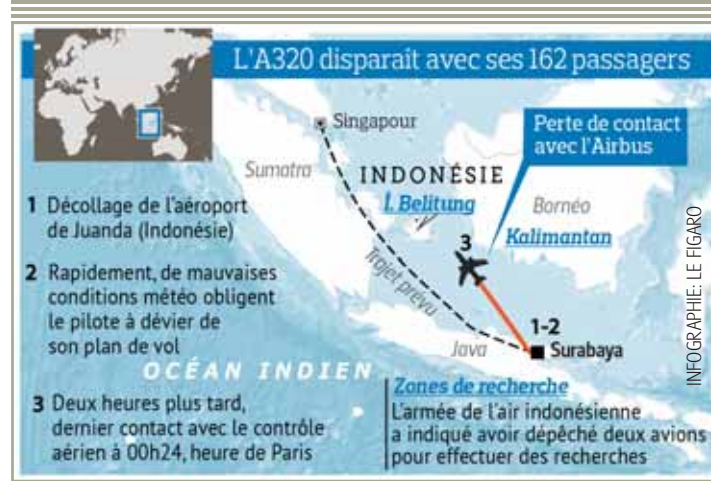 L'A320 disparaît avec ses 162 passagers
Singapour
Sumatra
INDONÉSIE
Î. Belitung
Perte de contact
avec l'Airbus
Bornéo
Kalimantan
3
Trajet prévu
1-2
Java
Surabaya
OCÉAN INDIEN
1 Décollage de l'aéroport
de Juanda (Indonésie)
2 Rapidement, de mauvaises
conditions météo obligent
le pilote à dévier de
son plan de vol
3 Deux heures plus tard,
dernier contact avec le contrôle
aérien à 00h24, heure de Paris
Zones de recherche
L'armée de l'air indonésienne
a indiqué avoir dépêché deux avions
pour effectuer des recherches
INFOGRAPHIE: LE FIGARO